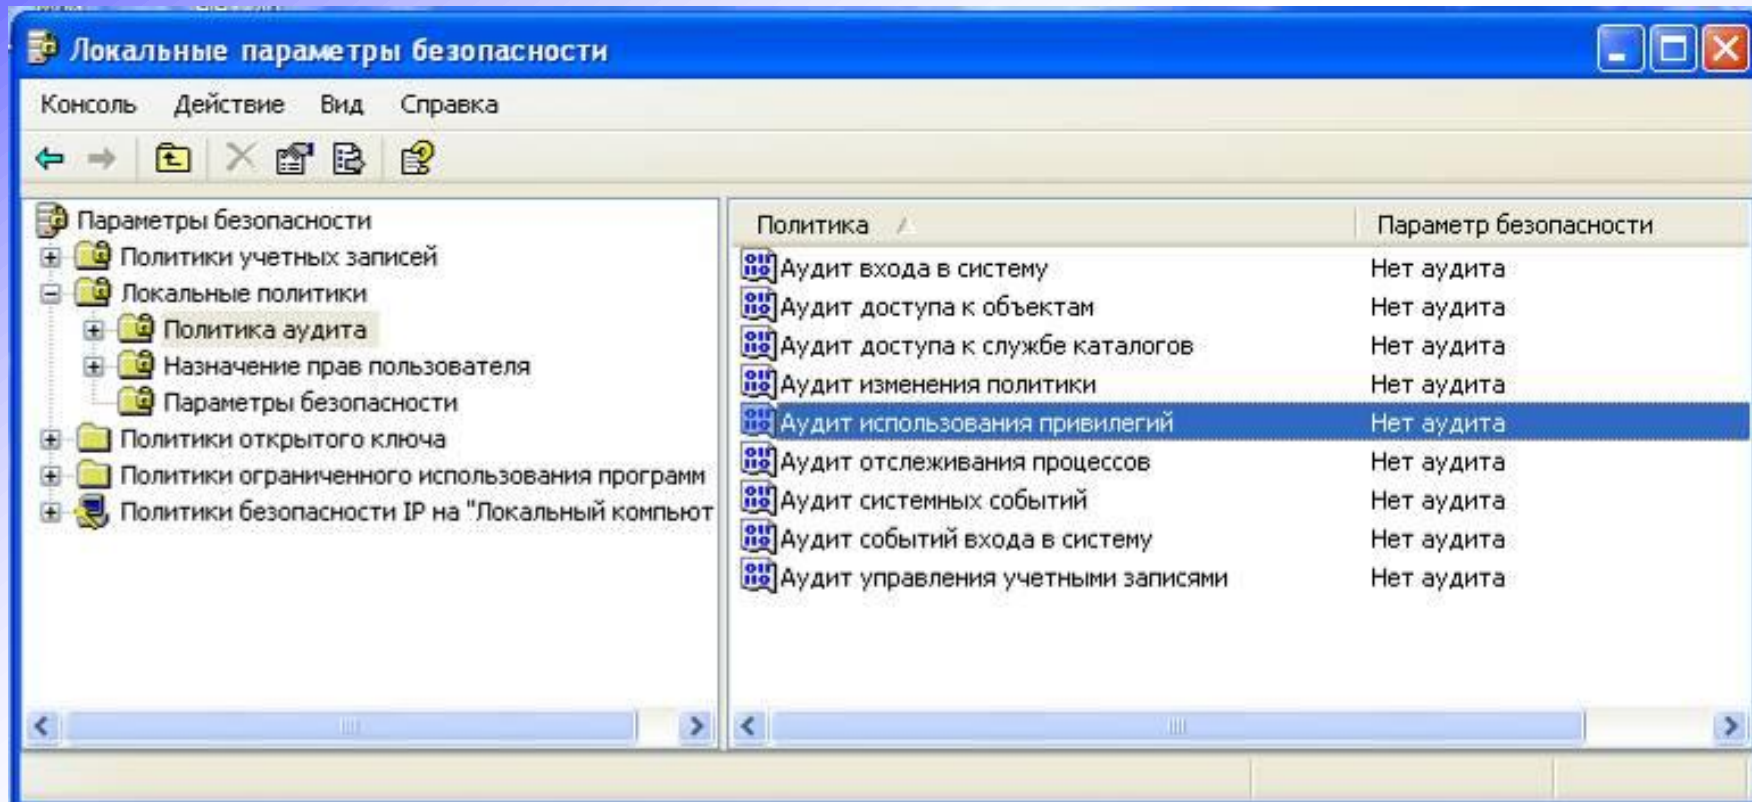 Локальные параметры безопасности
Консоль Действие Вид Справка
Параметры безопасности
Политики учетных записей
Локальные политики
Политика аудита
Назначение прав пользователя
Параметры безопасности
Политики открытого ключа
Политики ограниченного использования программ
Политики безопасности IP на "Локальный компьют
Политика Параметр безопасности
Аудит входа в систему Нет аудита
Аудит доступа к объектам Нет аудита
Аудит доступа к службе каталогов Нет аудита
Аудит изменения политики Нет аудита
Аудит использования привилегий Нет аудита
Аудит отслеживания процессов Нет аудита
Аудит системных событий Нет аудита
Аудит событий входа в систему Нет аудита
Аудит управления учетными записями Нет аудита